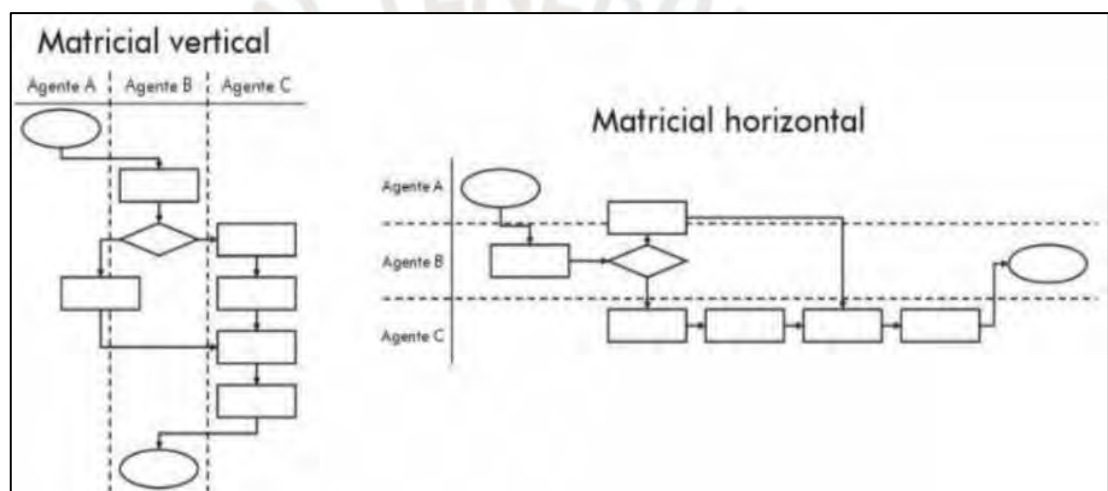 Matricial vertical
Agente A Agente B Agente C
Matricial horizontal
Agente A
Agente B
Agente C